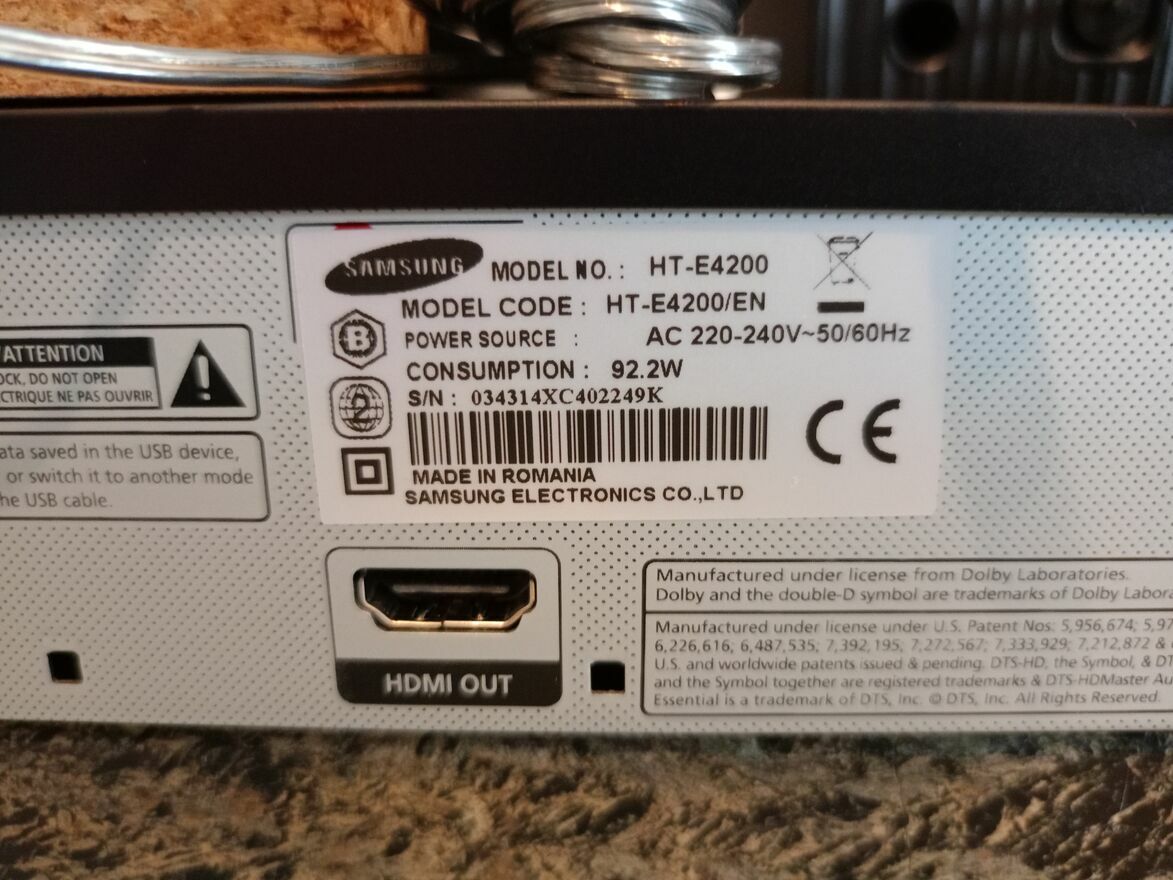 SAMSUNG MODEL NO. : HT-E4200
MODEL CODE : HT-E4200/EN
B
POWER SOURCE : AC 220-240V~50/60Hz
CONSUMPTION : 92.2W
2
S/N : 034314XC402249K
CE
MADE IN ROMANIA
SAMSUNG ELECTRONICS CO.,LTD
ATTENTION
OCK, DO NOT OPEN
CTRIQUE NE PAS OUVRIR
ata saved in the USB device,
or switch it to another mode
he USB cable.
HDMI OUT
Manufactured under license from Dolby Laboratories.
Dolby and the double-D symbol are trademarks of Dolby Labora
Manufactured under license under U.S. Patent Nos: 5,956,674; 5,97
6,226,616; 6,487,535; 7,392,195; 7,272,567; 7,333,929; 7,212,872 &
U.S. and worldwide patents issued & pending. DTS-HD, the Symbol, & DT
and the Symbol together are registered trademarks & DTS-HDMaster Au
Essential is a trademark of DTS, Inc. © DTS, Inc. All Rights Reserved.